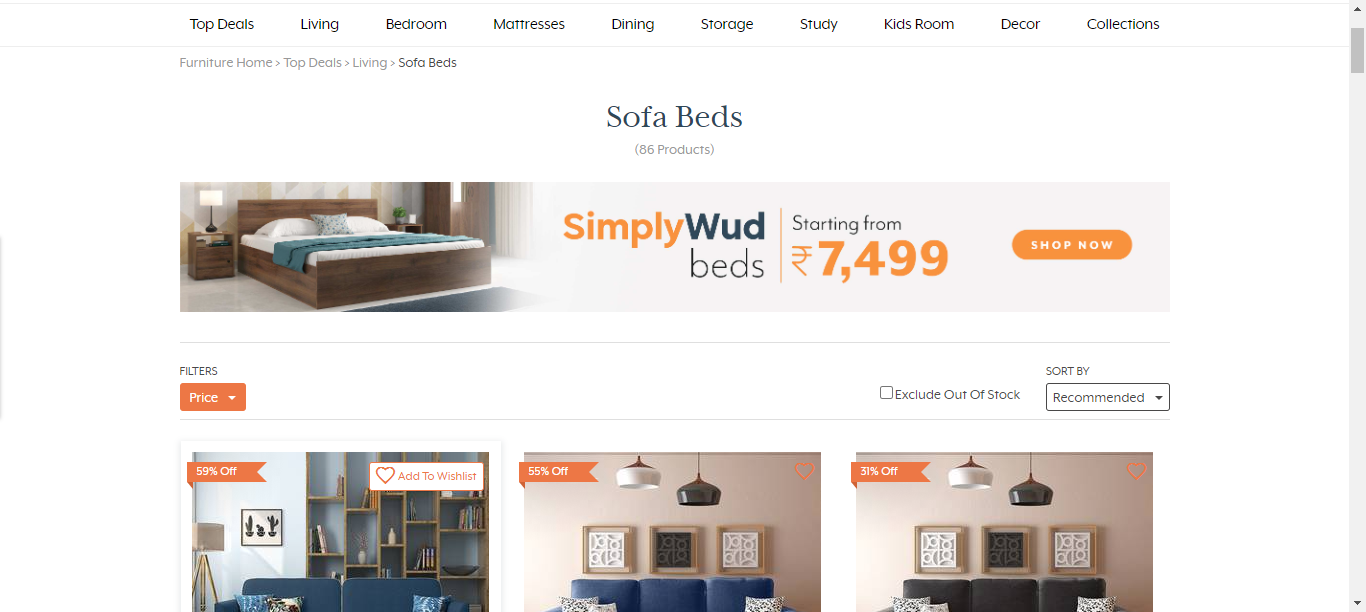 Top Deals Living Bedroom Mattresses Dining Storage Study Kids Room Decor Collections
Furniture Home > Top Deals > Living > Sofa Beds
Sofa Beds
(86 Products)
SimplyWud
beds
Starting from
₹7,499
SHOP NOW
FILTERS
Price
Exclude Out Of Stock
SORT BY
Recommended
59% Off
Add To Wishlist
55% Off
31% Off